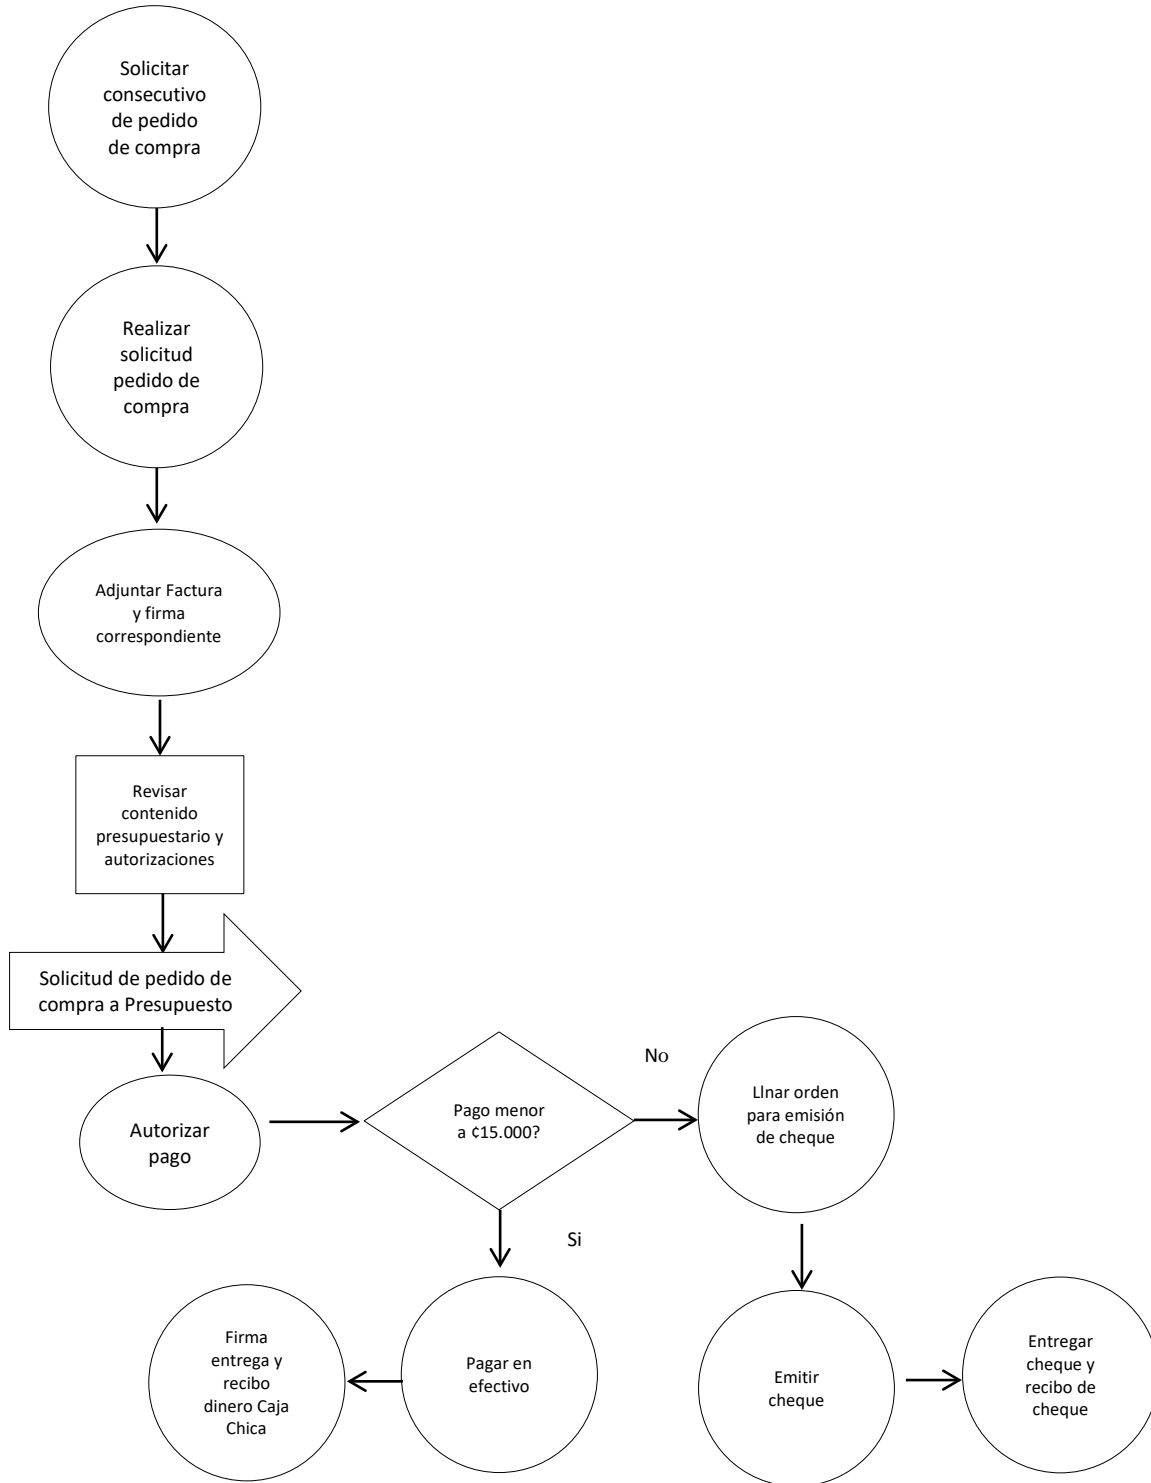 Solicitar
consecutivo
de pedido
de compra
Realizar
solicitud
pedido de
compra
Adjuntar Factura
y firma
correspondiente
Revisar
contenido
presupuestario y
autorizaciones
Solicitud de pedido de
compra a Presupuesto
Autorizar
pago
Pago menor
a ¢15.000?
No
Llnar orden
para emisión
de cheque
Si
Firma
entrega y
recibo
dinero Caja
Chica
Pagar en
efectivo
Emitir
cheque
Entregar
cheque y
recibo de
cheque